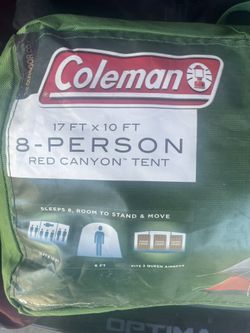 Coleman
17 FT x 10 FT
8-PERSON
RED CANYON™ TENT
SLEEPS 8, ROOM TO STAND & MOVE
6 FT
FITS 3 QUEEN AIRBEDS
OPTIM